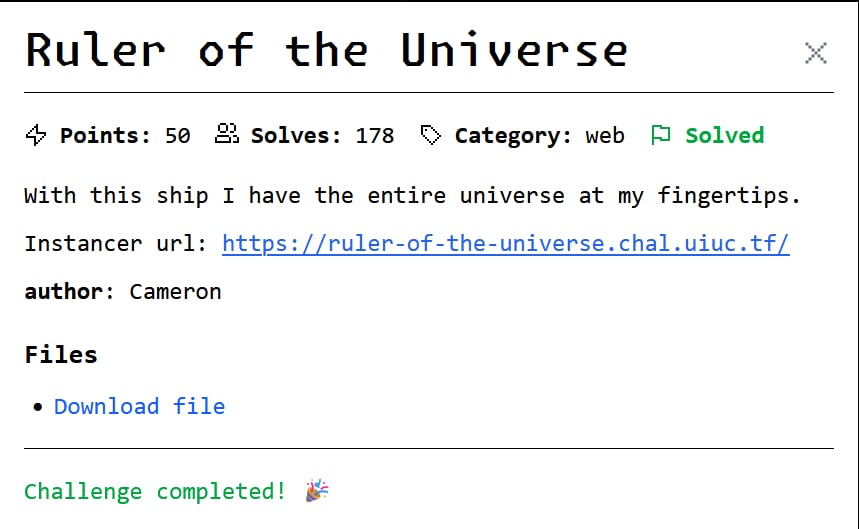 Ruler of the Universe
Points: 50 Solves: 178 Category: web Solved
With this ship I have the entire universe at my fingertips.
Instancer url: https://ruler-of-the-universe.chal.uiuc.tf/
author: Cameron
Files
• Download file
Challenge completed! 🎉